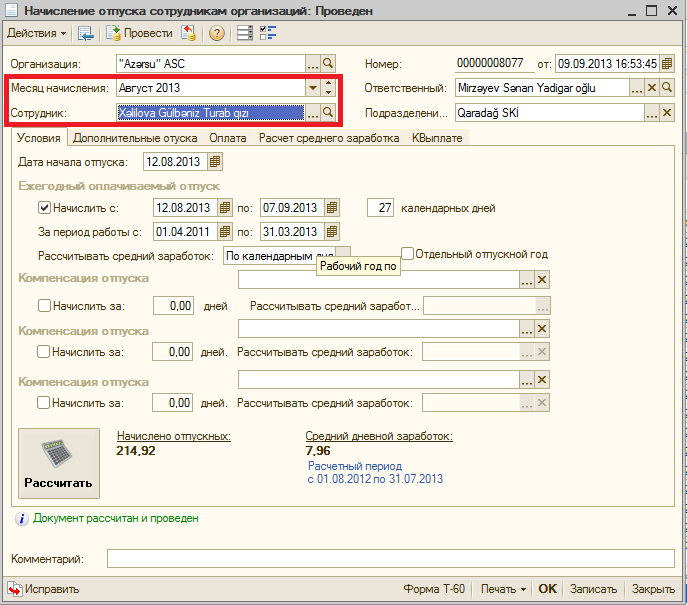 Начисление отпуска сотрудникам организаций: Проведен
Действия Провести
Организация: "Azərsu" ASC ... Номер: 00000008077 от: 09.09.2013 16:53:45
Месяц начисления: Август 2013 Ответственный: Mirzəyev Sənan Yadigar oğlu ...
Сотрудник: Xəlilova Gülbəniz Turab qızı ... Подразделени... Qaradağ SKİ ...
Условия Дополнительные отуска Оплата Расчет среднего заработка КВыплате
Дата начала отпуска: 12.08.2013
Ежегодный оплачиваемый отпуск
Начислить с: 12.08.2013 по: 07.09.2013 27 календарных дней
За период работы с: 01.04.2011 по: 31.03.2013
Рассчитывать средний заработок: По календарным Отдельный отпускной год
Рабочий год по
Компенсация отпуска ...
Начислить за: 0,00 дней Рассчитывать средний заработ... ...
Компенсация отпуска ...
Начислить за: 0,00 дней. Рассчитывать средний заработок: ...
Компенсация отпуска ...
Начислить за: 0,00 дней. Рассчитывать средний заработок: ...
Рассчитать
Начислено отпускных: Средний дневной заработок:
214,92 7,96
Расчетный период
с 01.08.2012 по 31.07.2013
Документ рассчитан и проведен
Комментарий:
Исправить Форма Т-60 Печать OK Записать Закрыть